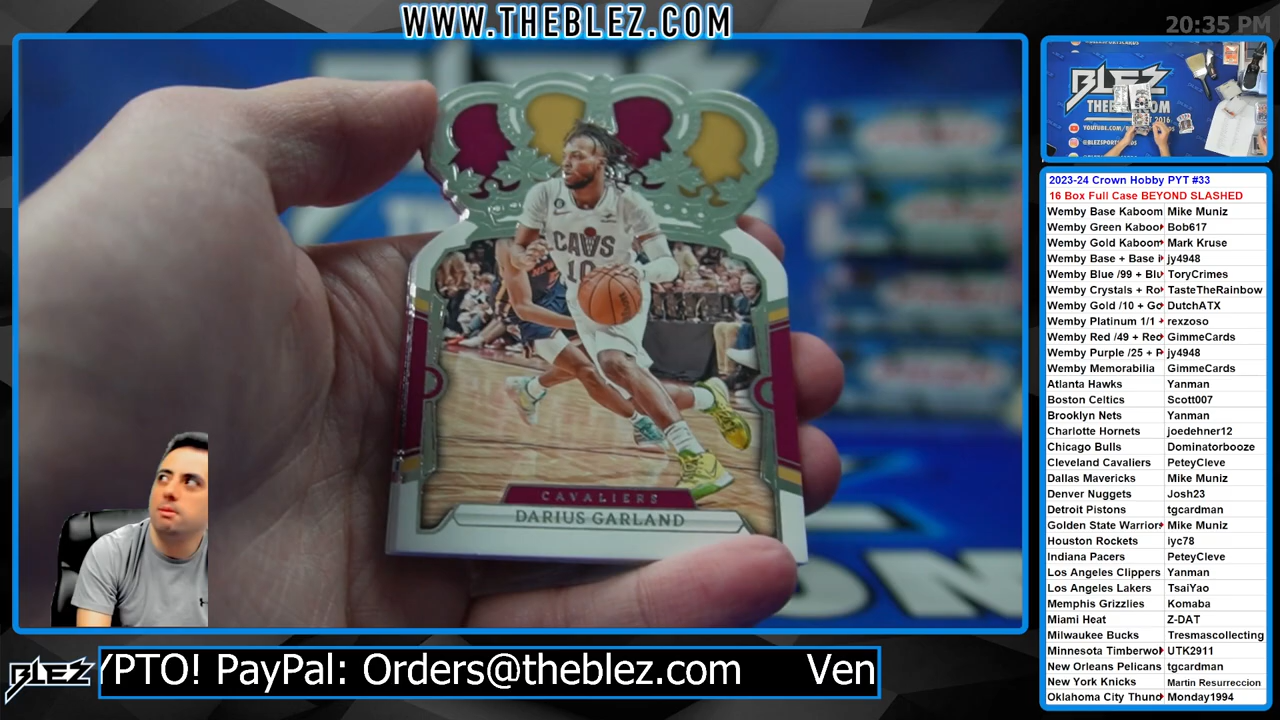 WWW.THEBLEZ.COM
20:35 PM
CAVS
10
CAVALIERS
DARIUS GARLAND
BLEZ
2023-24 Crown Hobby PYT #33
16 Box Full Case BEYOND SLASHED
Wemby Base Kaboom Mike Muniz
Wemby Green Kaboo Bob617
Wemby Gold Kaboom Mark Kruse
Wemby Base + Base i jy4948
Wemby Blue /99 + Blu ToryCrimes
Wemby Crystals + Ro TasteTheRainbow
Wemby Gold /10 + Go DutchATX
Wemby Platinum 1/1 rexzoso
Wemby Red /49 + Red GimmeCards
Wemby Purple /25 + P jy4948
Wemby Memorabilia GimmeCards
Atlanta Hawks Yanman
Boston Celtics Scott007
Brooklyn Nets Yanman
Charlotte Hornets joedehner12
Chicago Bulls Dominatorbooze
Cleveland Cavaliers PeteyCleve
Dallas Mavericks Mike Muniz
Denver Nuggets Josh23
Detroit Pistons tgcardman
Golden State Warrior Mike Muniz
Houston Rockets iyc78
Indiana Pacers PeteyCleve
Los Angeles Clippers Yanman
Los Angeles Lakers TsaiYao
Memphis Grizzlies Komaba
Miami Heat Z-DAT
Milwaukee Bucks Tresmascollecting
Minnesota Timberwol UTK2911
New Orleans Pelicans tgcardman
New York Knicks Martin Resurreccion
Oklahoma City Thund Monday1994
BLEZ
YPTO! PayPal: Orders@theblez.com Ven